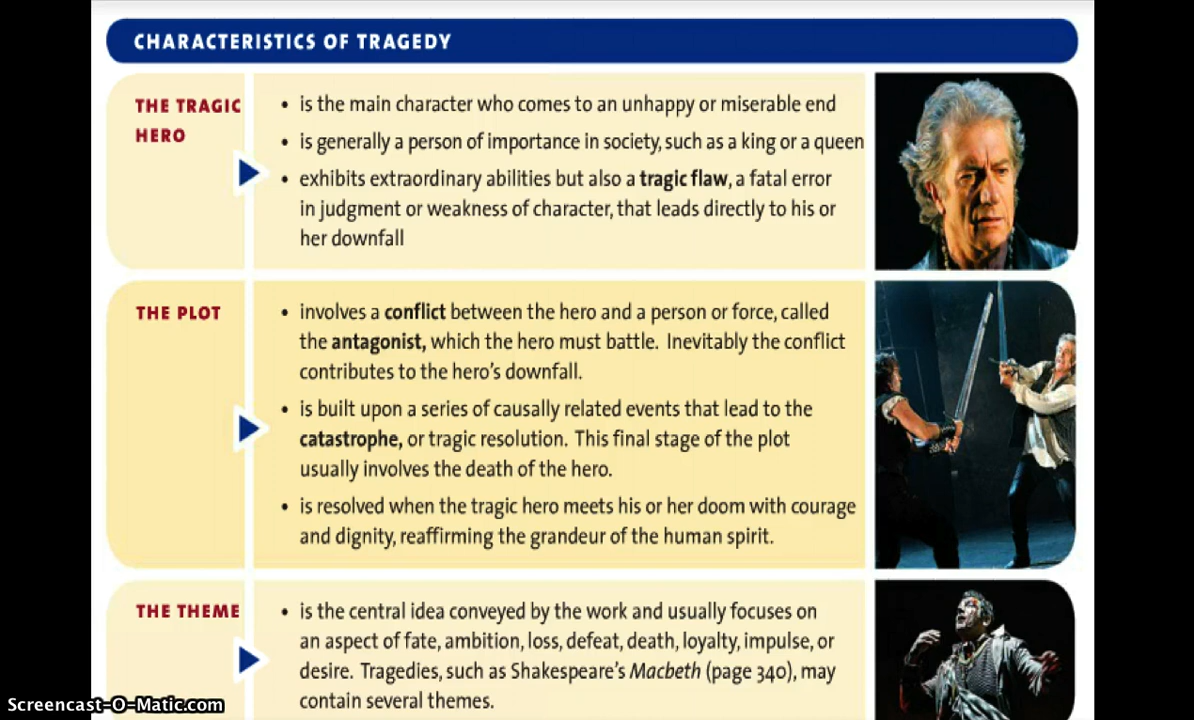 CHARACTERISTICS OF TRAGEDY
THE TRAGIC
HERO
• is the main character who comes to an unhappy or miserable end
• is generally a person of importance in society, such as a king or a queen
• exhibits extraordinary abilities but also a tragic flaw, a fatal error
in judgment or weakness of character, that leads directly to his or
her downfall
THE PLOT
• involves a conflict between the hero and a person or force, called
the antagonist, which the hero must battle. Inevitably the conflict
contributes to the hero's downfall.
• is built upon a series of causally related events that lead to the
catastrophe, or tragic resolution. This final stage of the plot
usually involves the death of the hero.
• is resolved when the tragic hero meets his or her doom with courage
and dignity, reaffirming the grandeur of the human spirit.
THE THEME
• is the central idea conveyed by the work and usually focuses on
an aspect of fate, ambition, loss, defeat, death, loyalty, impulse, or
desire. Tragedies, such as Shakespeare's Macbeth (page 340), may
contain several themes.
Screencast-O-Matic.com